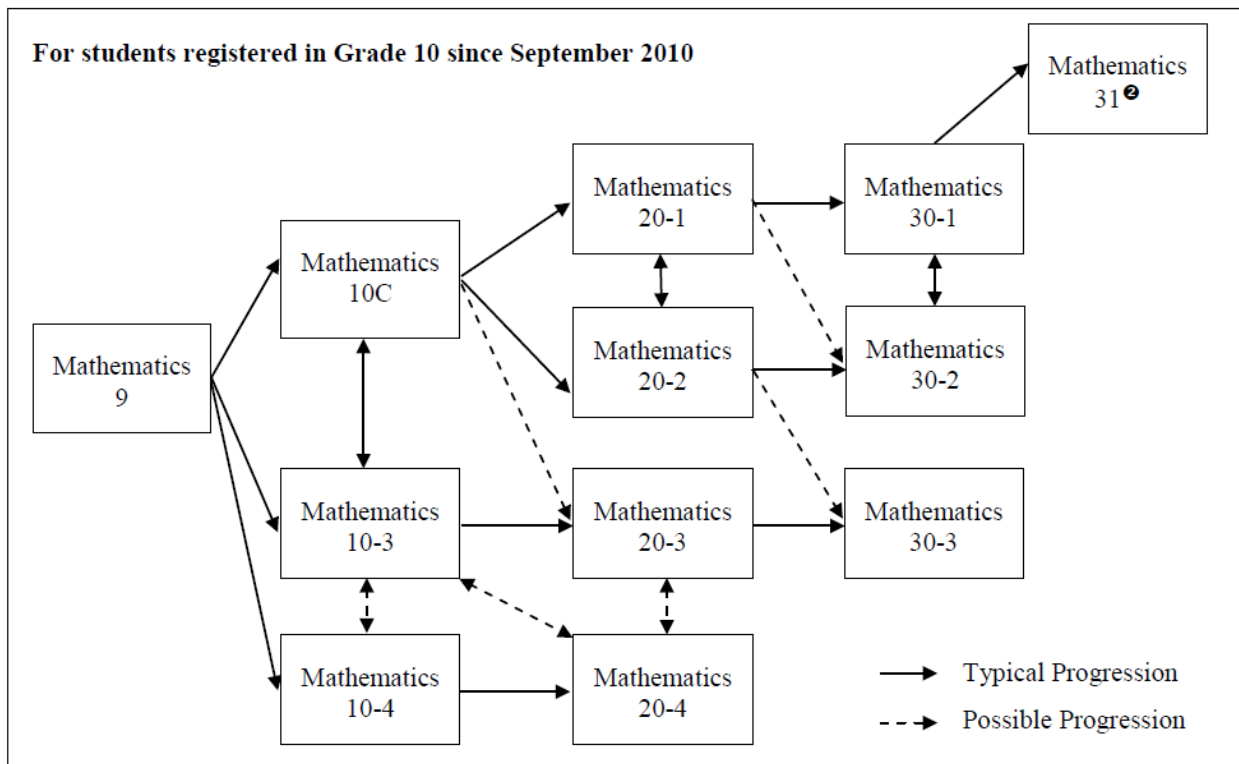 For students registered in Grade 10 since September 2010
Mathematics
31❷
Mathematics
20-1
Mathematics
30-1
Mathematics
10C
Mathematics
9
Mathematics
20-2
Mathematics
30-2
Mathematics
10-3
Mathematics
20-3
Mathematics
30-3
Mathematics
10-4
Mathematics
20-4
Typical Progression
Possible Progression